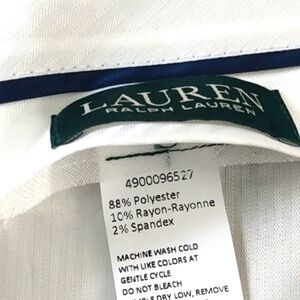 LAUREN
RALPH LAUREN
4900096527
88% Polyester
10% Rayon-Rayonne
2% Spandex
MACHINE WASH COLD
WITH LIKE COLORS AT
GENTLE CYCLE
DO NOT BLEACH
DRY LOW, REMOVE